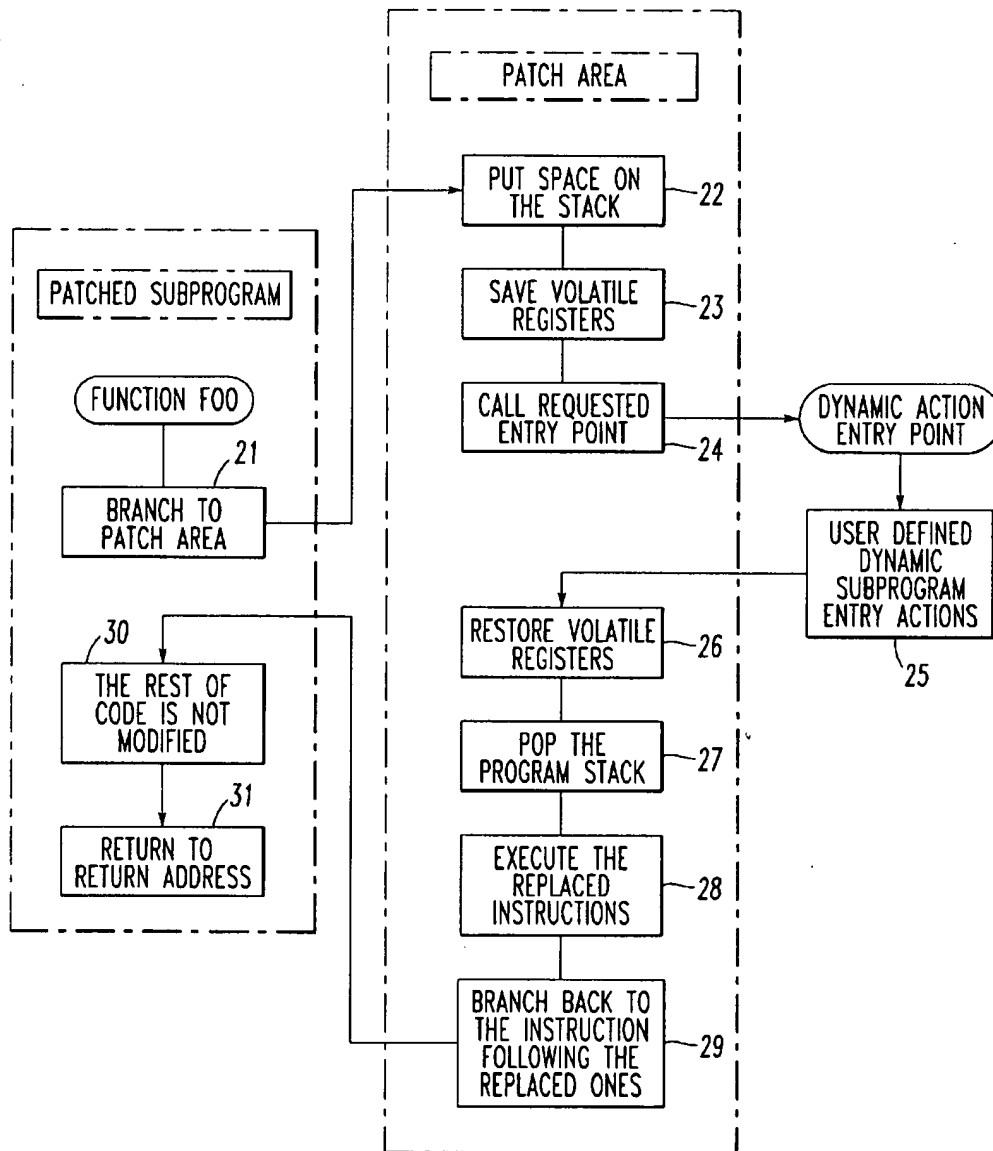 PATCHED SUBPROGRAM
FUNCTION FOO
21
BRANCH TO
PATCH AREA
30
THE REST OF
CODE IS NOT
MODIFIED
31
RETURN TO
RETURN ADDRESS
PATCH AREA
PUT SPACE ON
THE STACK
22
SAVE VOLATILE
REGISTERS
23
CALL REQUESTED
ENTRY POINT
24
DYNAMIC ACTION
ENTRY POINT
USER DEFINED
DYNAMIC
SUBPROGRAM
ENTRY ACTIONS
25
RESTORE VOLATILE
REGISTERS
26
POP THE
PROGRAM STACK
27
EXECUTE THE
REPLACED
INSTRUCTIONS
28
BRANCH BACK TO
THE INSTRUCTION
FOLLOWING THE
REPLACED ONES
29